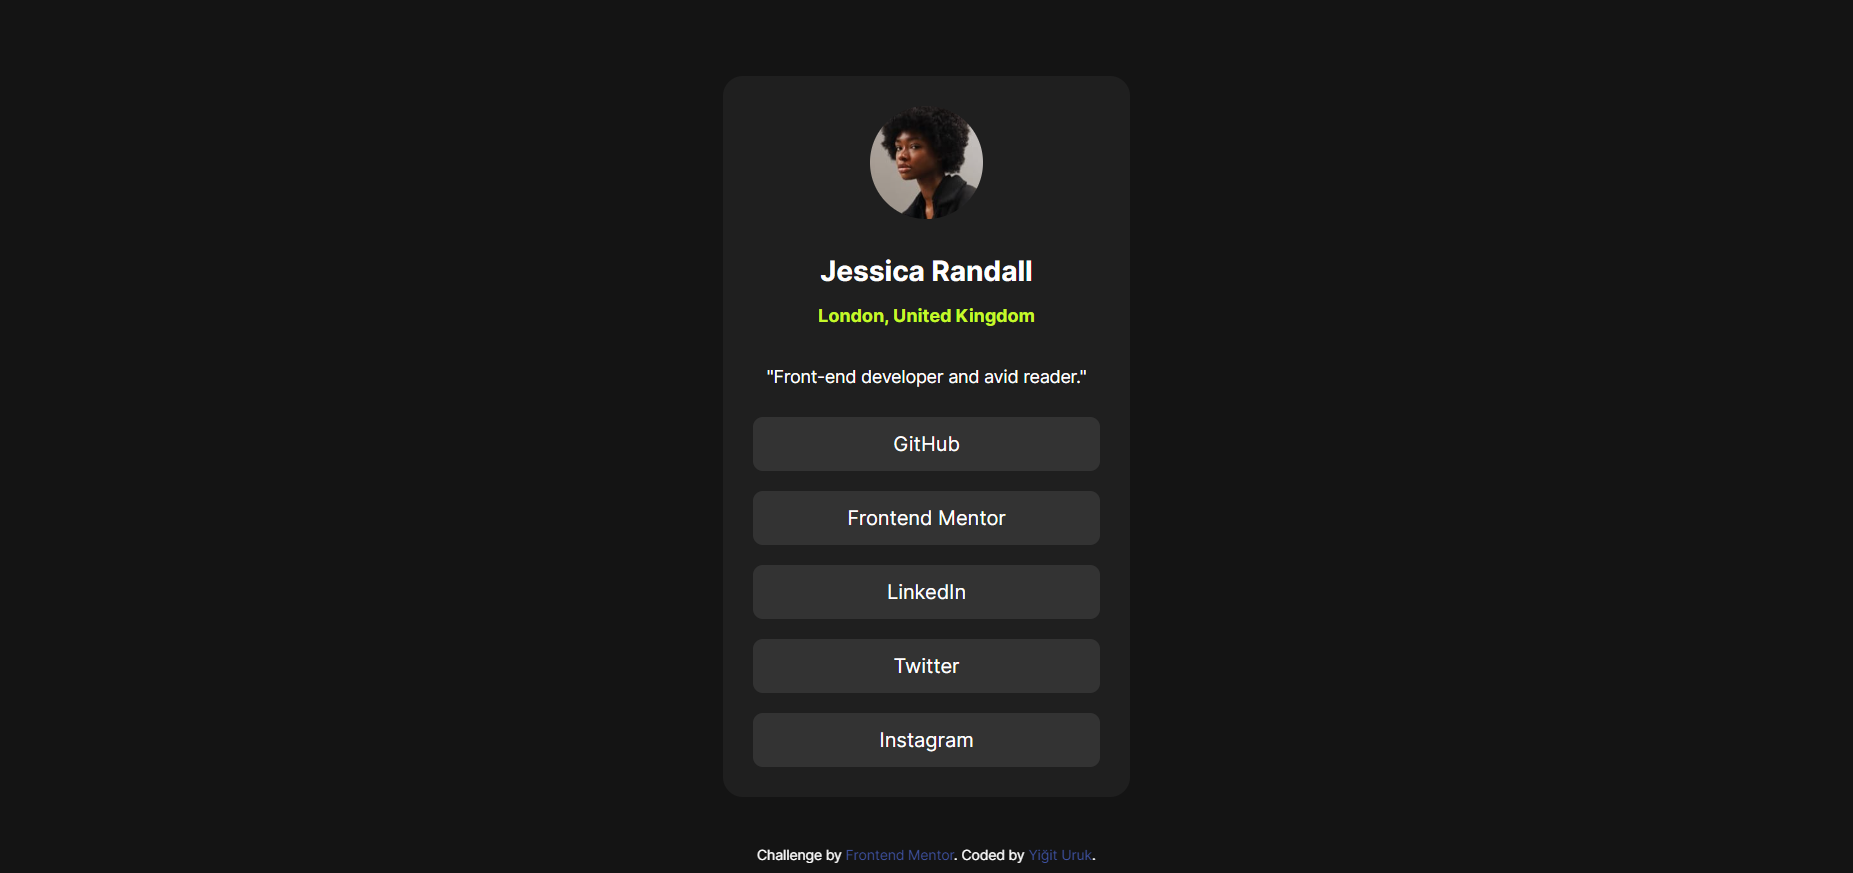 Jessica Randall
London, United Kingdom
"Front-end developer and avid reader."
GitHub
Frontend Mentor
LinkedIn
Twitter
Instagram
Challenge by Frontend Mentor. Coded by Yiğit Uruk.